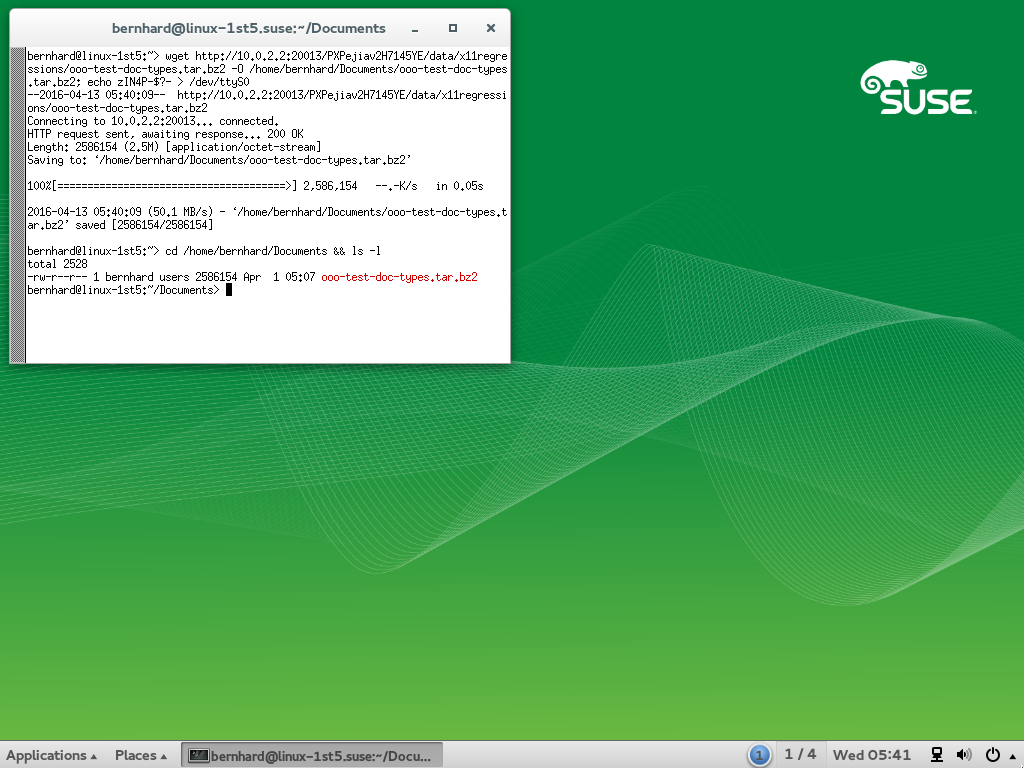 bernhard@linux-1st5.suse:~/Documents
SUSE
bernhard@linux-1st5:~> wget http://10.0.2.2:20013/PXPejiav2H7145YE/data/x11regre
ssions/ooo-test-doc-types.tar.bz2 -O /home/bernhard/Documents/ooo-test-doc-types
.tar.bz2; echo zIN4P-$?- > /dev/ttyS0
--2016-04-13 05:40:09--  http://10.0.2.2:20013/PXPejiav2H7145YE/data/x11regressi
ons/ooo-test-doc-types.tar.bz2
Connecting to 10.0.2.2:20013... connected.
HTTP request sent, awaiting response... 200 OK
Length: 2586154 (2.5M) [application/octet-stream]
Saving to: ‘/home/bernhard/Documents/ooo-test-doc-types.tar.bz2’
100%[======================================>] 2,586,154   --.-K/s   in 0.05s
2016-04-13 05:40:09 (50.1 MB/s) - ‘/home/bernhard/Documents/ooo-test-doc-types.t
ar.bz2’ saved [2586154/2586154]
bernhard@linux-1st5:~> cd /home/bernhard/Documents && ls -l
total 2528
-rw-r--r-- 1 bernhard users 2586154 Apr  1 05:07 ooo-test-doc-types.tar.bz2
bernhard@linux-1st5:~/Documents>
Applications Places bernhard@linux-1st5.suse:~/Docu... 1 1 / 4 Wed 05:41